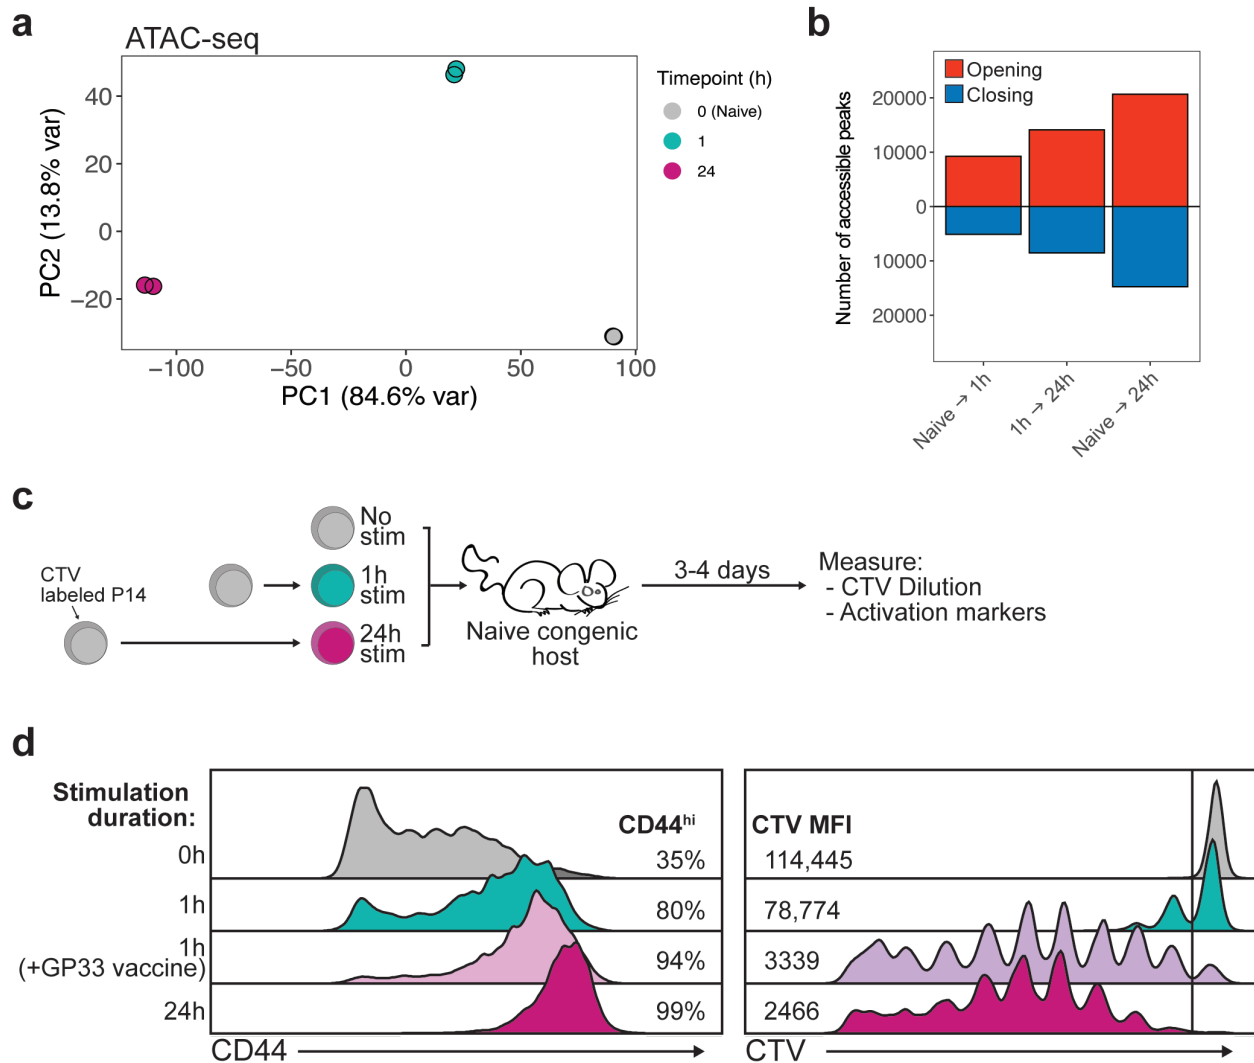 a
ATAC-seq
PC2 (13.8% var)
40
20
0
−20
−100
−50
0
50
100
PC1 (84.6% var)
Timepoint (h)
0 (Naive)
1
24
b
Opening
Closing
Number of accessible peaks
20000
10000
0
10000
20000
Naive → 1h
1h → 24h
Naive → 24h
c
CTV
labeled P14
No
stim
1h
stim
24h
stim
Naive congenic
host
3-4 days
Measure:
- CTV Dilution
- Activation markers
d
Stimulation
duration:
0h
1h
1h
(+GP33 vaccine)
24h
CD44hi
35%
80%
94%
99%
CD44
CTV MFI
114,445
78,774
3339
2466
CTV